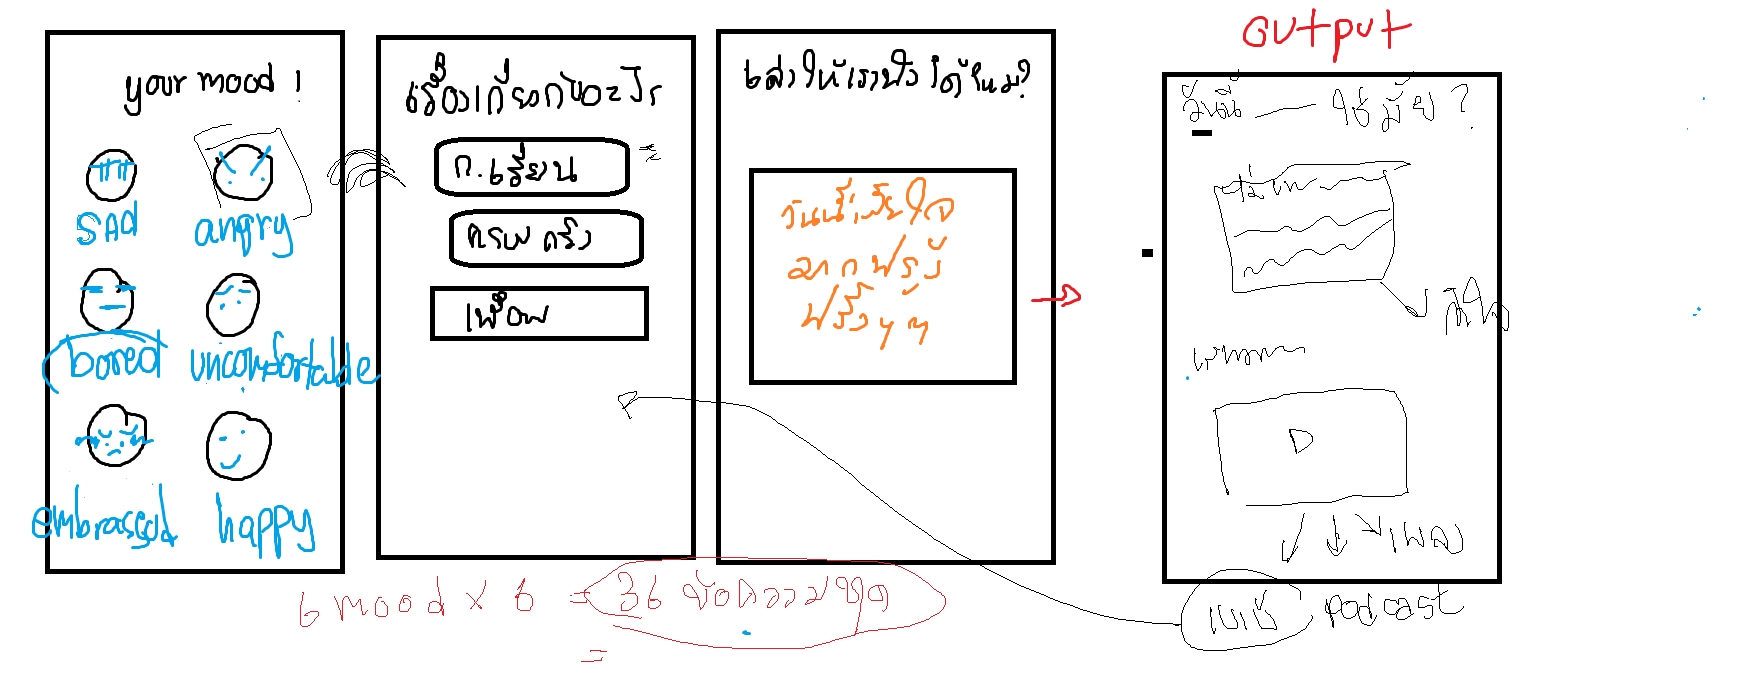 your mood !
SAD
angry
bored
uncomfortable
embrassed
happy
เรื่องเกี่ยวกับอะไร
ก.เรียน
ครอบครัว
เพื่อน
เล่าให้เราฟังได้ไหม?
วันนี้เสียใจ
มากฟรังฟรึ่งๆๆ
output
วันนี้ ใช่มั้ย ?
เพลง
6 mood x 6 = 36 ข้อความชุด
podcast